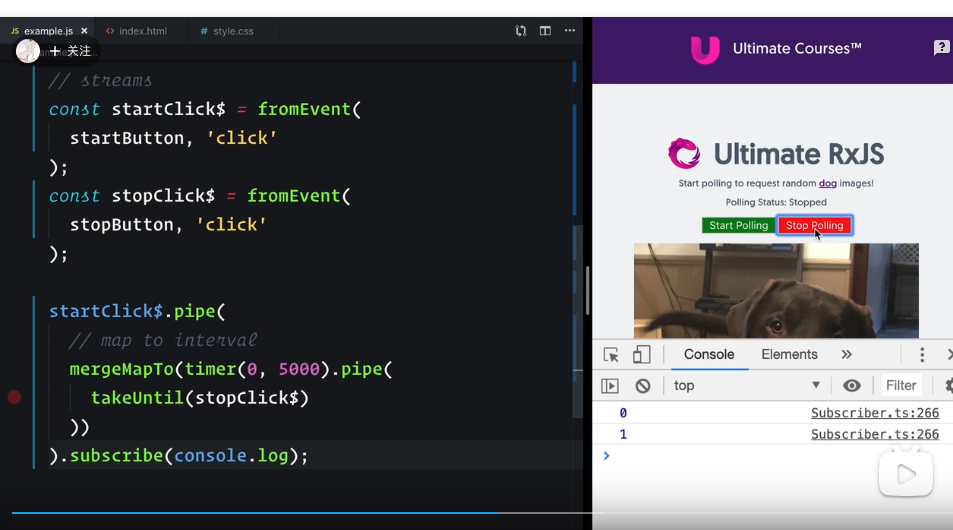 JS example.js × <> index.html # style.css ...
+ 关注
// streams
const startClick$ = fromEvent(
startButton, 'click'
);
const stopClick$ = fromEvent(
stopButton, 'click'
);
startClick$.pipe(
// map to interval
mergeMapTo(timer(0, 5000).pipe(
takeUntil(stopClick$)
))
).subscribe(console.log);
Ultimate Courses™
?
Ultimate RxJS
Start polling to request random dog images!
Polling Status: Stopped
Start Polling Stop Polling
Console Elements »
top Filter
0 Subscriber.ts:266
1 Subscriber.ts:266
>